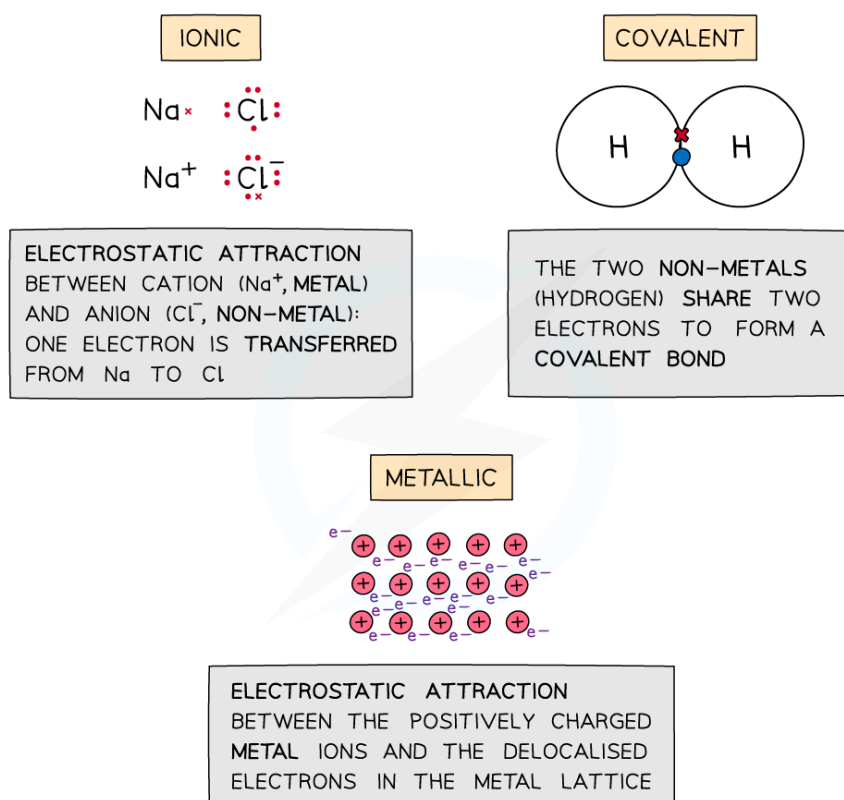 IONIC
Na× Cl
Na⁺ Cl⁻
ELECTROSTATIC ATTRACTION
BETWEEN CATION (Na⁺, METAL)
AND ANION (Cl⁻, NON–METAL):
ONE ELECTRON IS TRANSFERRED
FROM Na TO Cl
COVALENT
H H
THE TWO NON–METALS
(HYDROGEN) SHARE TWO
ELECTRONS TO FORM A
COVALENT BOND
METALLIC
e–
+ + + + +
e– e– e– e– e– e– e–
+ + + + +
e– e– e– e– e– e– e–
+ + + + +
e– e– e– e–
ELECTROSTATIC ATTRACTION
BETWEEN THE POSITIVELY CHARGED
METAL IONS AND THE DELOCALISED
ELECTRONS IN THE METAL LATTICE